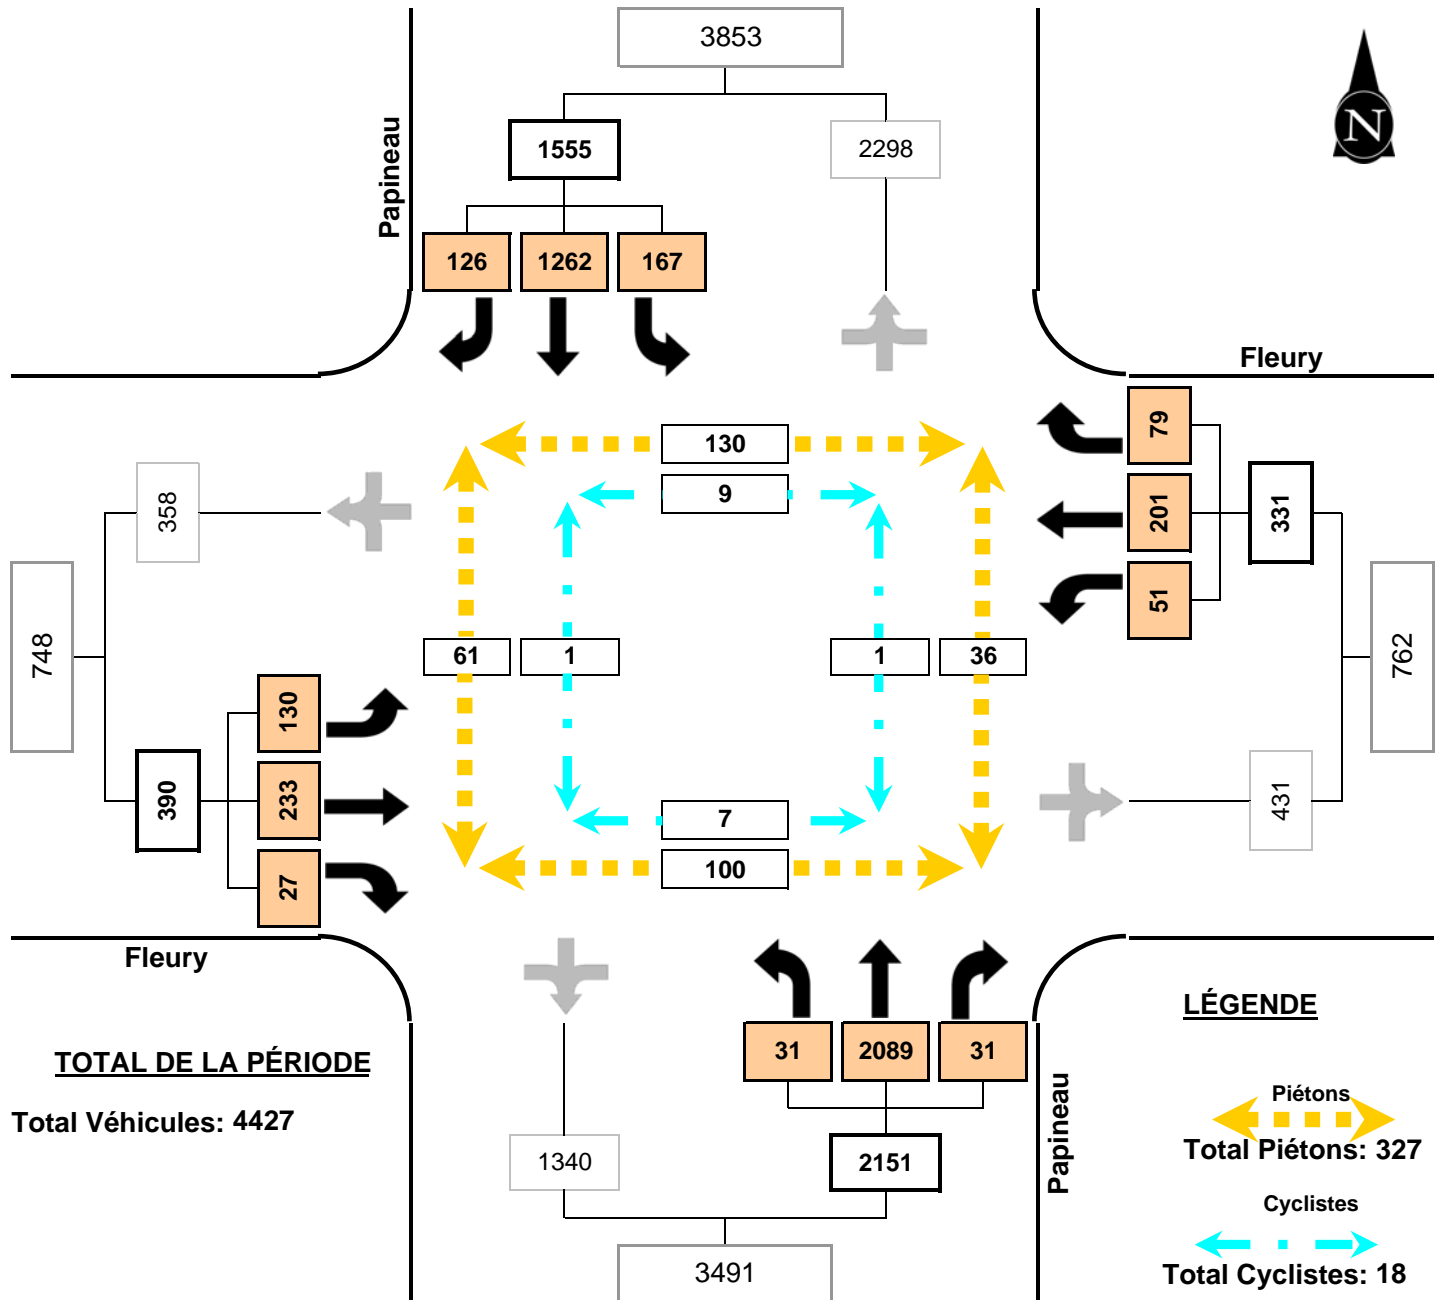 3853
Papineau
1555
2298
N
126 1262 167
Fleury
79
130
9
358
201
331
51
748
61 1 1 36
762
130
390
233
431
7
27
100
Fleury
LÉGENDE
31 2089 31
TOTAL DE LA PÉRIODE
Papineau
Piétons
Total Véhicules: 4427
Total Piétons: 327
1340
2151
Cyclistes
3491
Total Cyclistes: 18